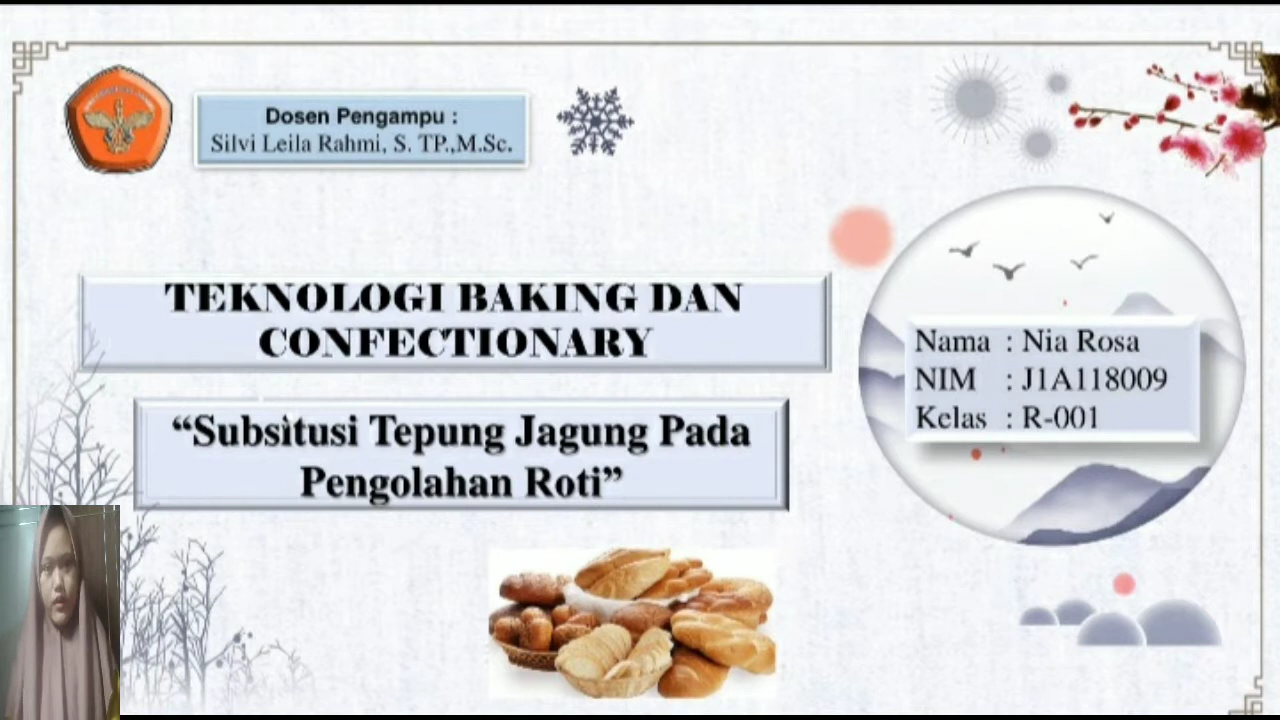 Dosen Pengampu :
Silvi Leila Rahmi, S. TP.,M.Sc.
TEKNOLOGI BAKING DAN
CONFECTIONARY
“Subsitusi Tepung Jagung Pada
Pengolahan Roti”
Nama : Nia Rosa
NIM : J1A118009
Kelas : R-001